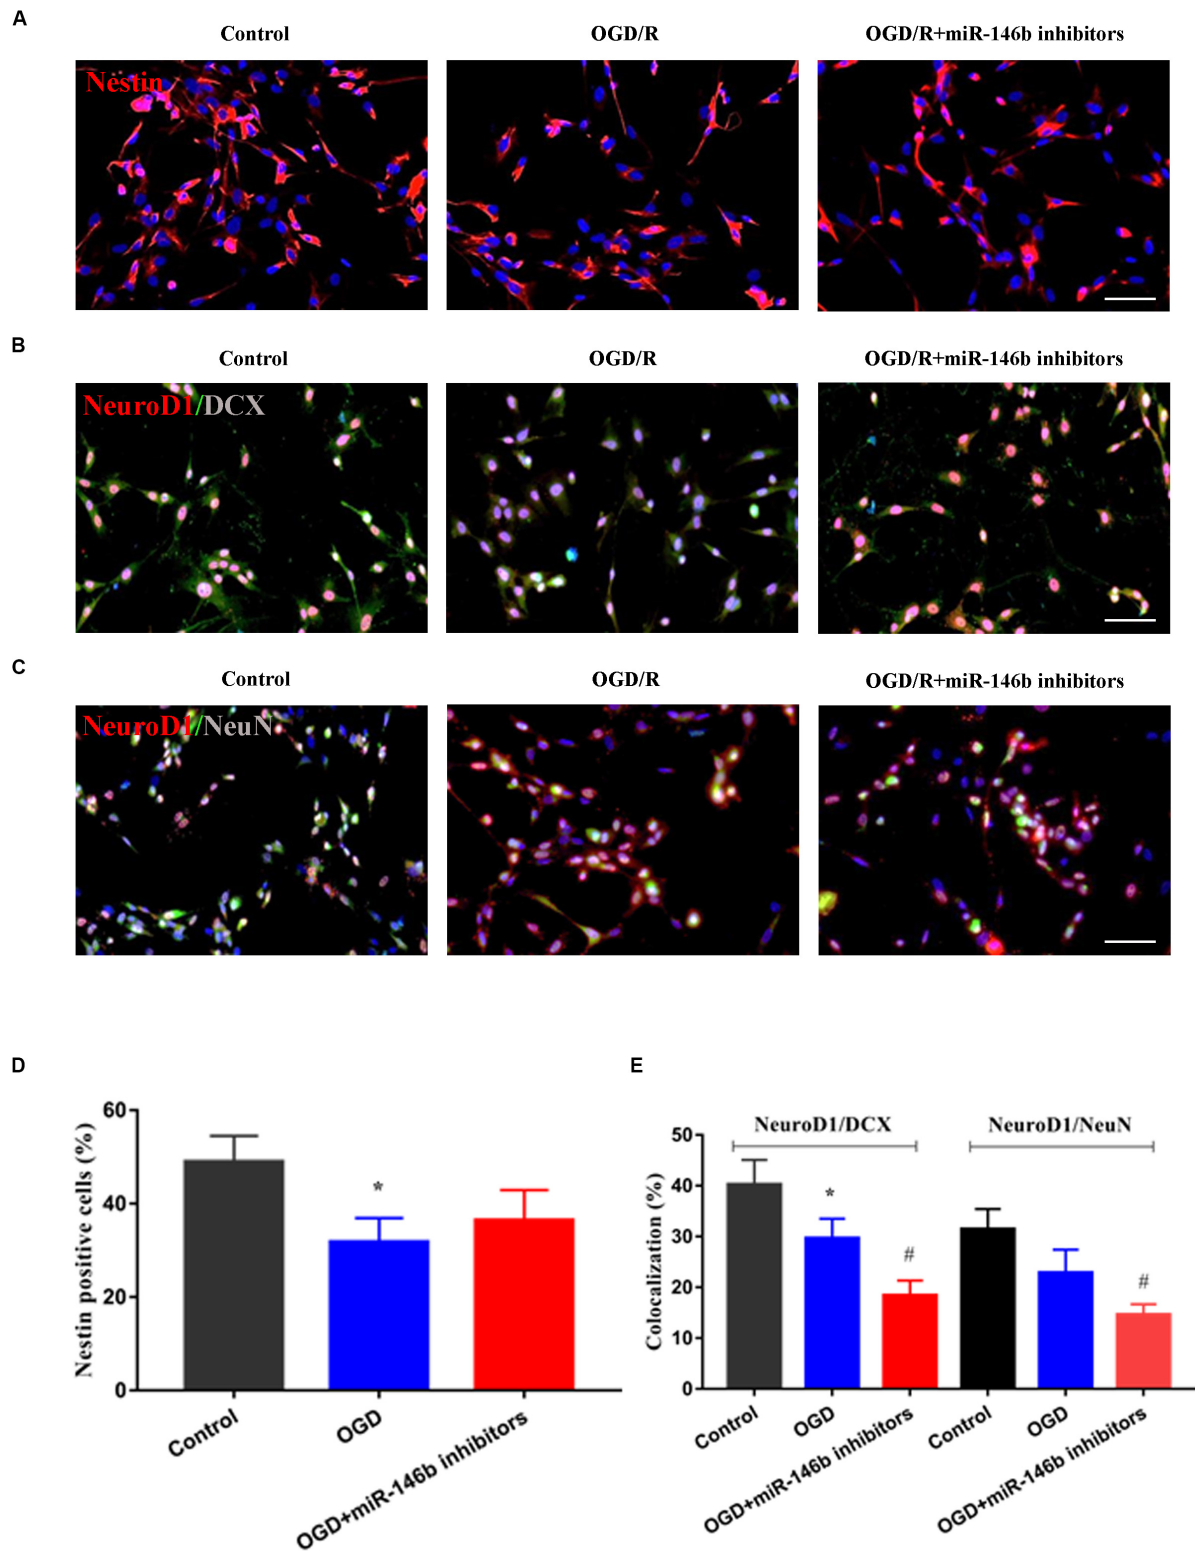 A
Control OGD/R OGD/R+miR-146b inhibitors
Nestin
B
Control OGD/R OGD/R+miR-146b inhibitors
NeuroD1/DCX
C
Control OGD/R OGD/R+miR-146b inhibitors
NeuroD1/NeuN
D
Nestin positive cells (%)
60
40
20
0
*
Control
OGD
OGD+miR-146b inhibitors
E
NeuroD1/DCX NeuroD1/NeuN
Colocalization (%)
50
40
30
20
10
0
*
#
#
Control
OGD
OGD+miR-146b inhibitors
Control
OGD
OGD+miR-146b inhibitors